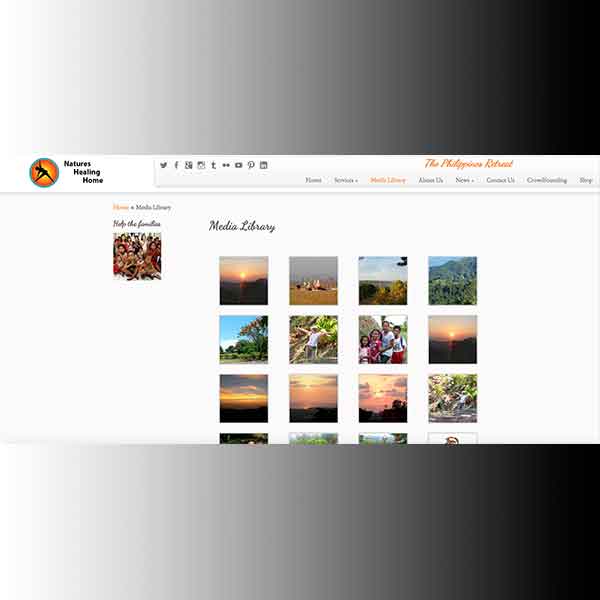 Natures
Healing
Home
The Philippines Retreat
Home Services Media Library About Us News Contact Us Crowdfounding Shop
Home » Media Library
Help the families
Media Library